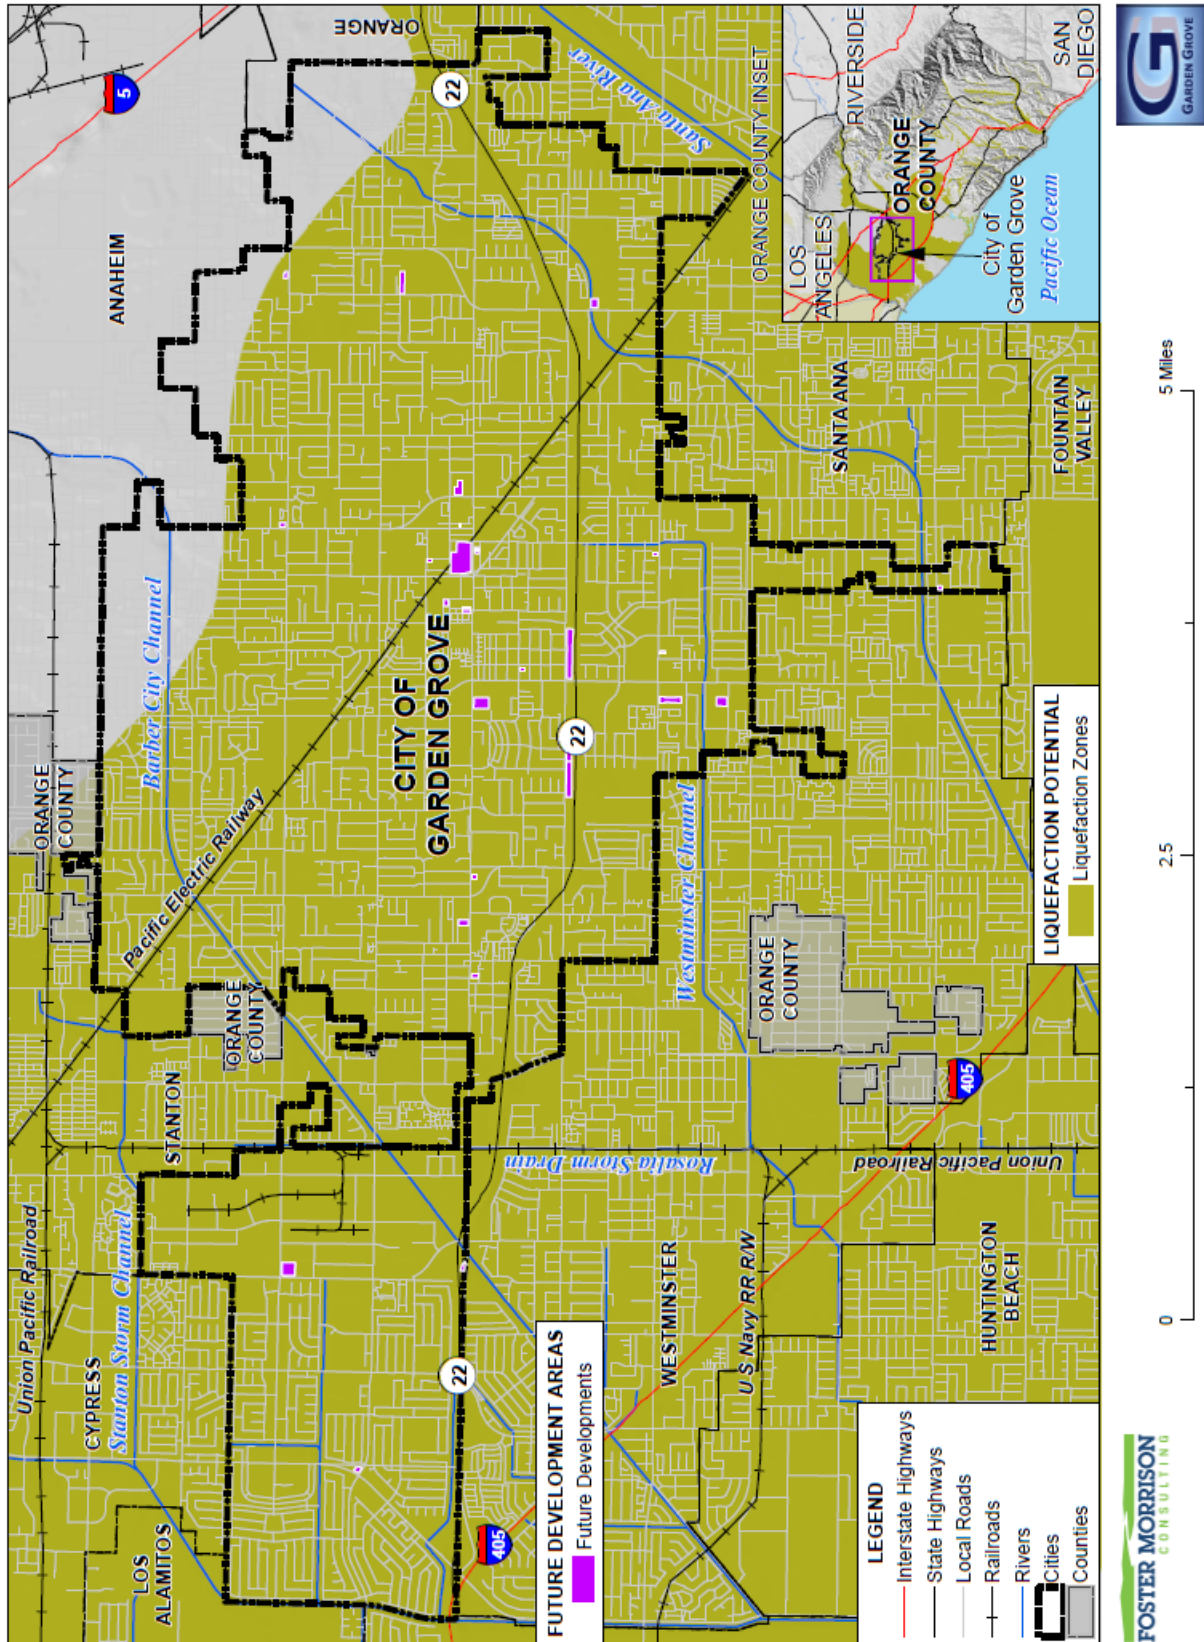 Union Pacific Railroad
CYPRESS
Stanton Storm Channel
LOS
ALAMITOS
STANTON
ORANGE
COUNTY
Pacific Electric Railway
ORANGE
COUNTY
Barber City Channel
ANAHEIM
5
ORANGE
22
Santa Ana River
CITY OF
GARDEN GROVE
22
22
405
Rosalia Storm Drain
Westminster Channel
WESTMINSTER
U S Navy RR R/W
Union Pacific Railroad
HUNTINGTON
BEACH
ORANGE
COUNTY
405
SANTA ANA
FOUNTAIN
VALLEY
FUTURE DEVELOPMENT AREAS
Future Developments
LEGEND
Interstate Highways
State Highways
Local Roads
Railroads
Rivers
Cities
Counties
LIQUEFACTION POTENTIAL
Liquefaction Zones
ORANGE COUNTY INSET
LOS
ANGELES
RIVERSIDE
ORANGE
COUNTY
SAN
DIEGO
City of
Garden Grove
Pacific Ocean
FOSTER MORRISON
CONSULTING
0
2.5
5 Miles
G
GARDEN GROVE